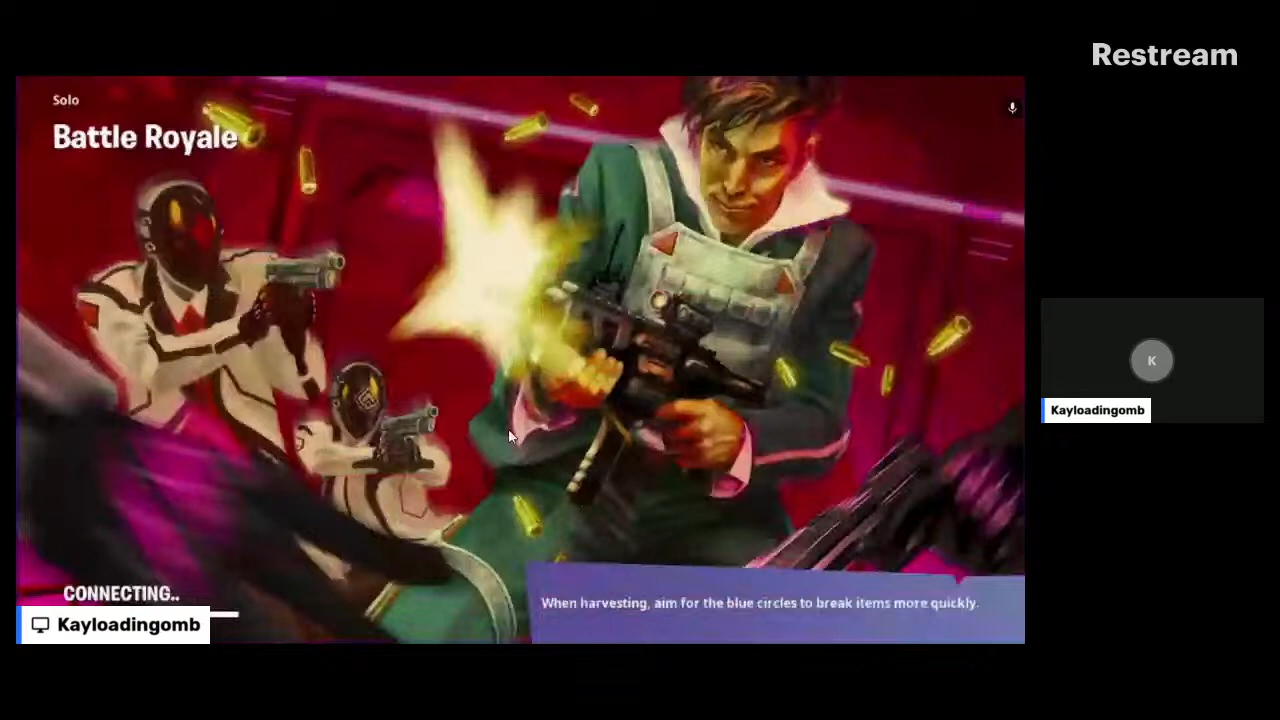 Restream
Solo
Battle Royale
K
Kayloadingomb
CONNECTING..
When harvesting, aim for the blue circles to break items more quickly.
Kayloadingomb